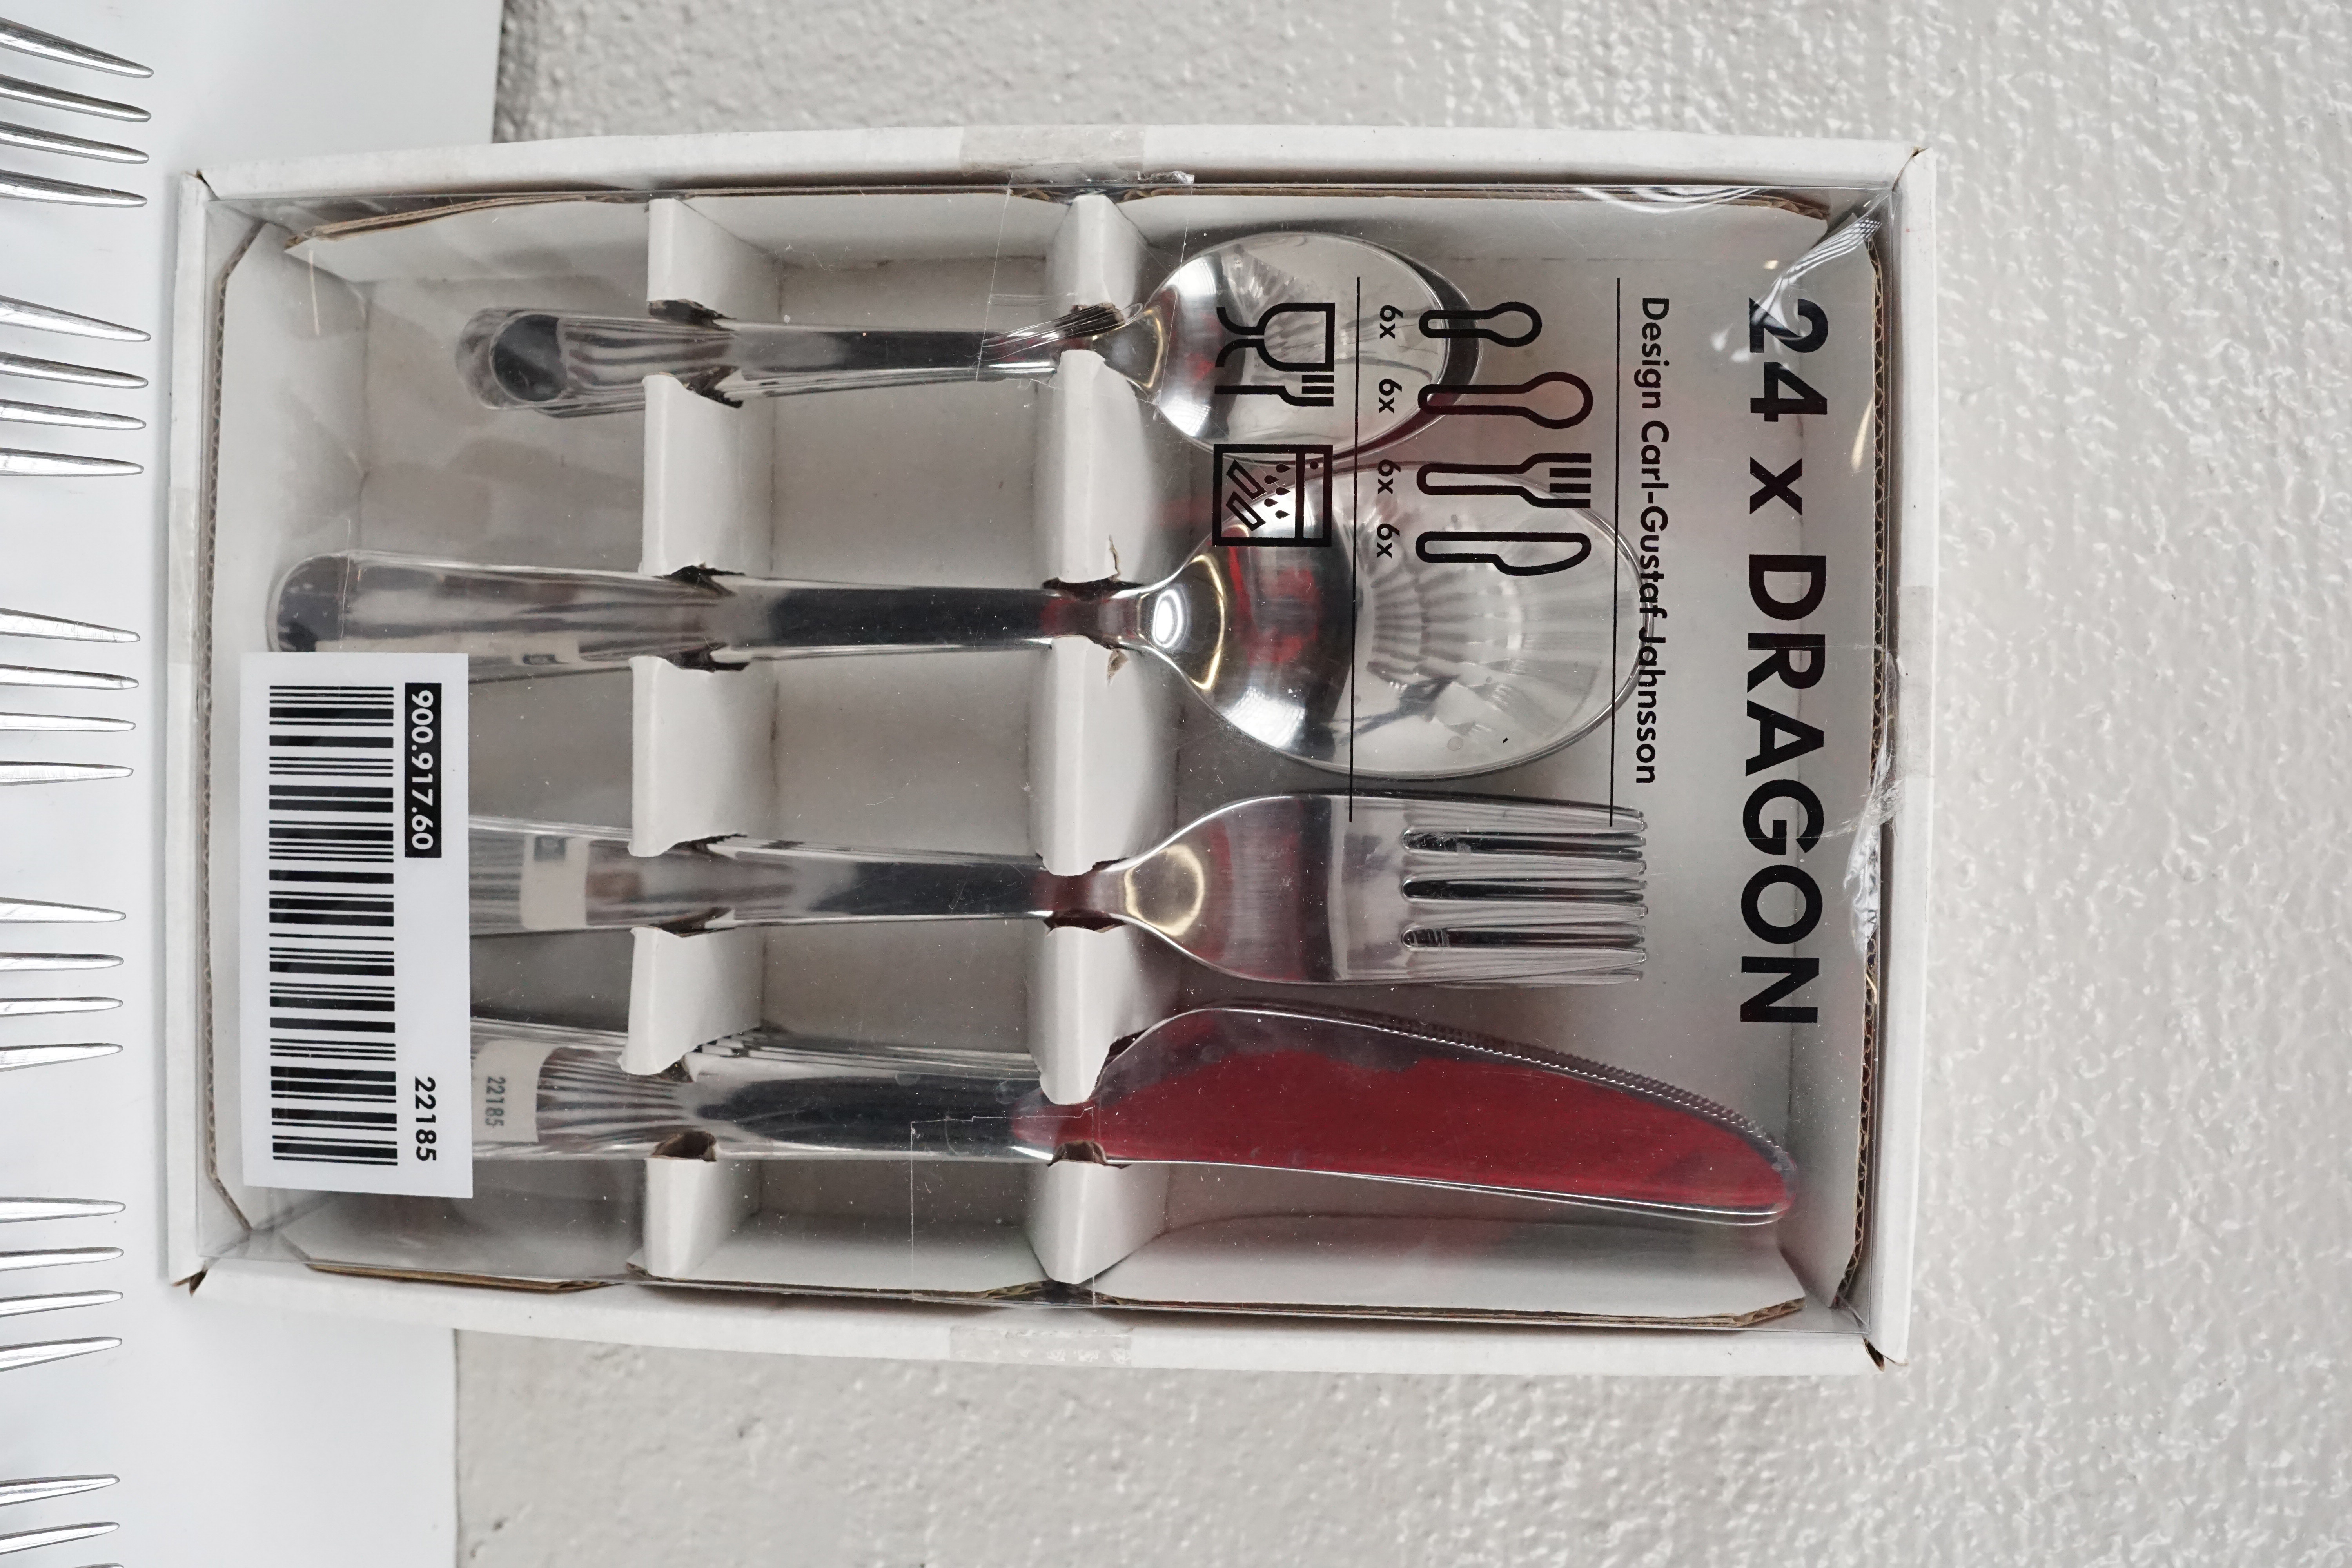 24 x DRAGON
Design Carl-Gustaf Jahnsson
6x 6x 6x 6x
900.917.60
22185
22185